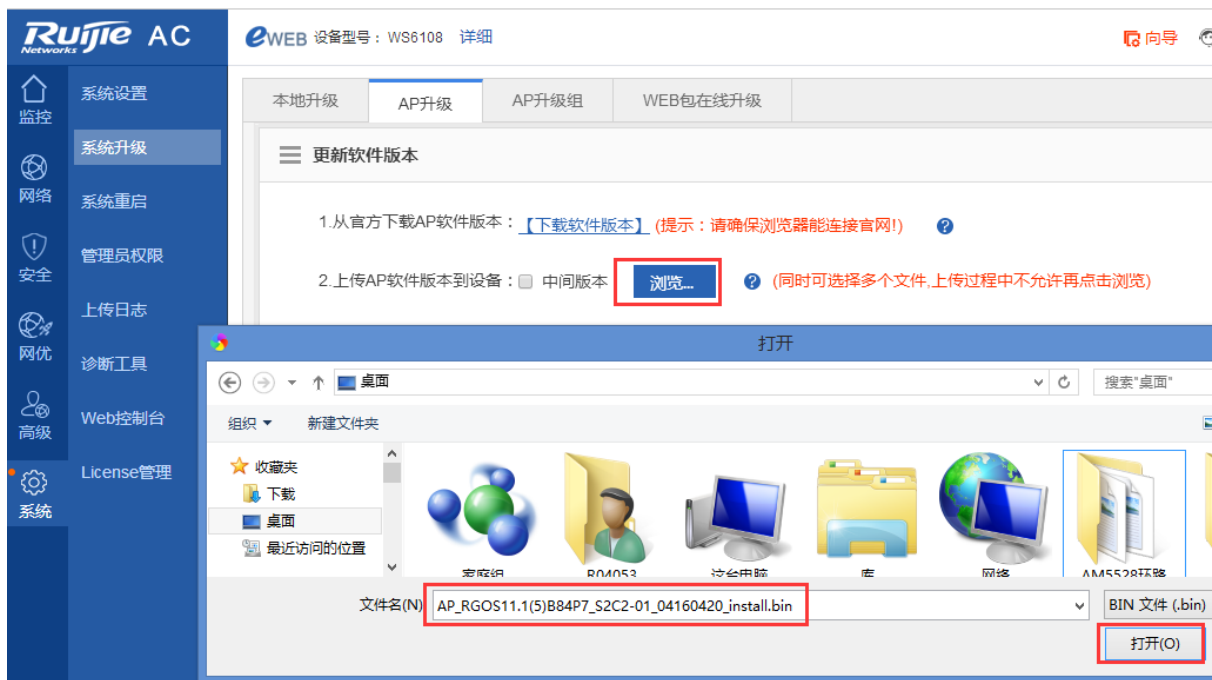 Ruijie Networks AC
eWEB 设备型号：WS6108 详细
向导
监控
网络
安全
网优
高级
系统
系统设置
系统升级
系统重启
管理员权限
上传日志
诊断工具
Web控制台
License管理
本地升级 AP升级 AP升级组 WEB包在线升级
更新软件版本
1.从官方下载AP软件版本：【下载软件版本】 (提示：请确保浏览器能连接官网!)
2.上传AP软件版本到设备： 中间版本 浏览... (同时可选择多个文件,上传过程中不允许再点击浏览)
打开
桌面 搜索"桌面"
组织 新建文件夹
收藏夹
下载
桌面
最近访问的位置
家庭组 R04053 这台电脑 库 网络 AM5528环路
文件名(N) AP_RGOS11.1(5)B84P7_S2C2-01_04160420_install.bin BIN 文件 (.bin)
打开(O)